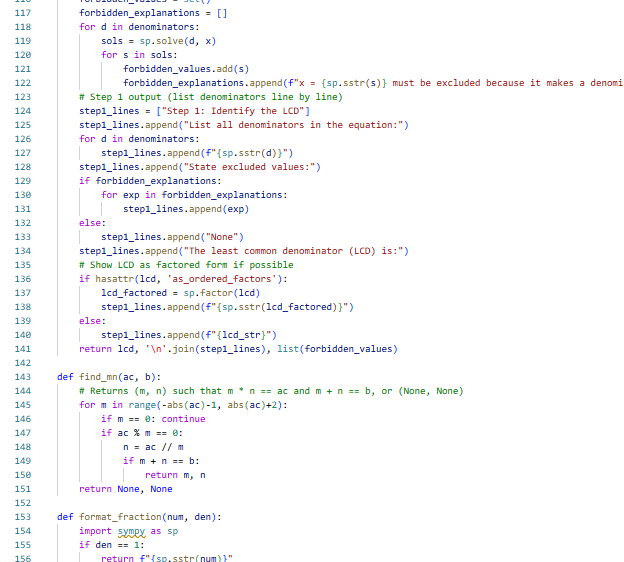 116 forbidden_values = set()
117 forbidden_explanations = []
118 for d in denominators:
119 sols = sp.solve(d, x)
120 for s in sols:
121 forbidden_values.add(s)
122 forbidden_explanations.append(f"x = {sp.sstr(s)} must be excluded because it makes a denomi
123 # Step 1 output (list denominators line by line)
124 step1_lines = ["Step 1: Identify the LCD"]
125 step1_lines.append("List all denominators in the equation:")
126 for d in denominators:
127 step1_lines.append(f"{sp.sstr(d)}")
128 step1_lines.append("State excluded values:")
129 if forbidden_explanations:
130 for exp in forbidden_explanations:
131 step1_lines.append(exp)
132 else:
133 step1_lines.append("None")
134 step1_lines.append("The least common denominator (LCD) is:")
135 # Show LCD as factored form if possible
136 if hasattr(lcd, 'as_ordered_factors'):
137 lcd_factored = sp.factor(lcd)
138 step1_lines.append(f"{sp.sstr(lcd_factored)}")
139 else:
140 step1_lines.append(f"{lcd_str}")
141 return lcd, '\n'.join(step1_lines), list(forbidden_values)
142
143 def find_mn(ac, b):
144 # Returns (m, n) such that m * n == ac and m + n == b, or (None, None)
145 for m in range(-abs(ac)-1, abs(ac)+2):
146 if m == 0: continue
147 if ac % m == 0:
148 n = ac // m
149 if m + n == b:
150 return m, n
151 return None, None
152
153 def format_fraction(num, den):
154 import sympy as sp
155 if den == 1:
156 return f"{sp.sstr(num)}"